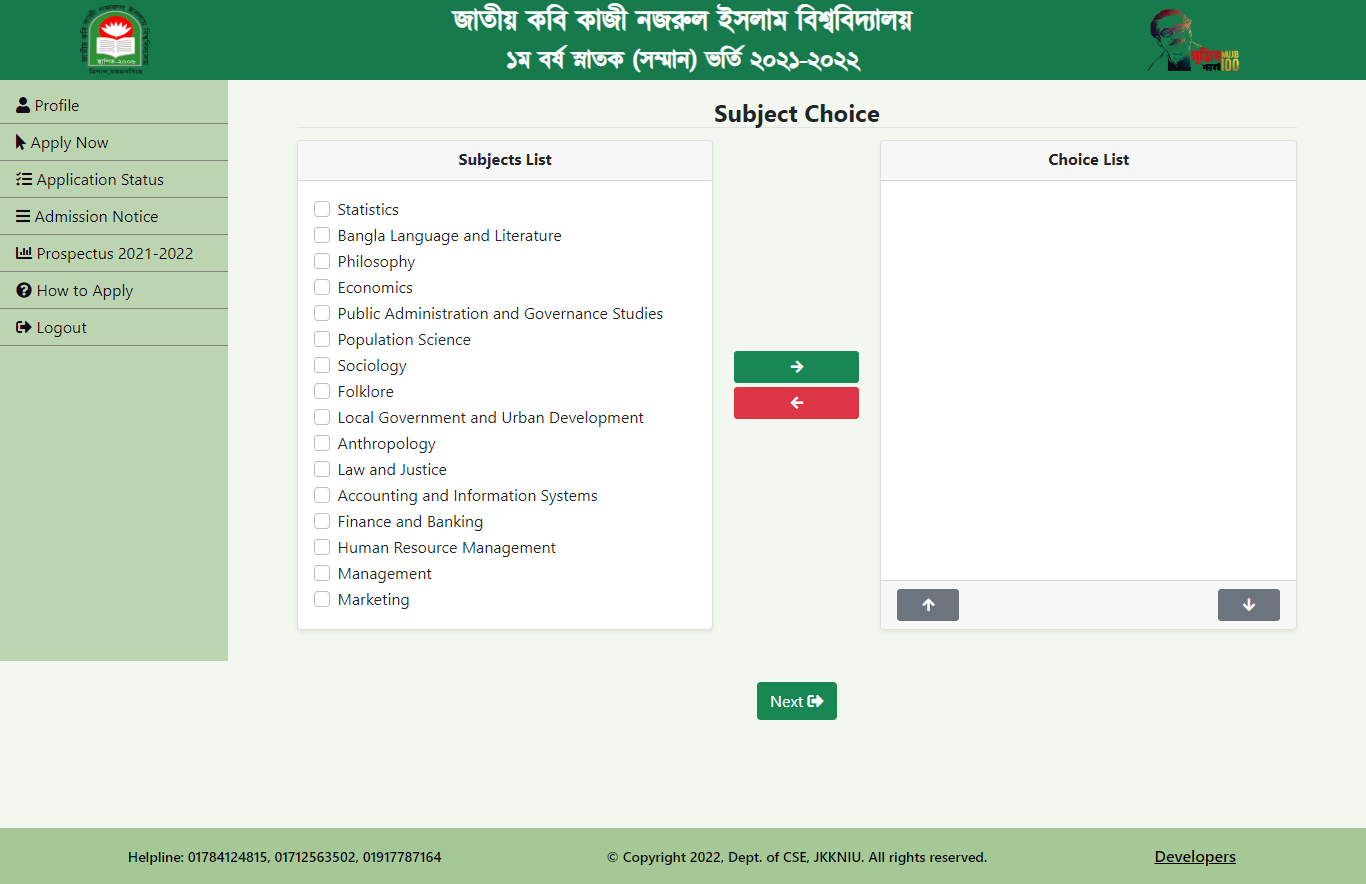 জাতীয় কবি কাজী নজরুল ইসলাম বিশ্ববিদ্যালয়
১ম বর্ষ স্নাতক (সম্মান) ভর্তি ২০২১-২০২২
MUJIB
100
Profile
Apply Now
Application Status
Admission Notice
Prospectus 2021-2022
How to Apply
Logout
Subject Choice
Subjects List
Statistics
Bangla Language and Literature
Philosophy
Economics
Public Administration and Governance Studies
Population Science
Sociology
Folklore
Local Government and Urban Development
Anthropology
Law and Justice
Accounting and Information Systems
Finance and Banking
Human Resource Management
Management
Marketing
Choice List
Next
Helpline: 01784124815, 01712563502, 01917787164
© Copyright 2022, Dept. of CSE, JKKNIU. All rights reserved.
Developers